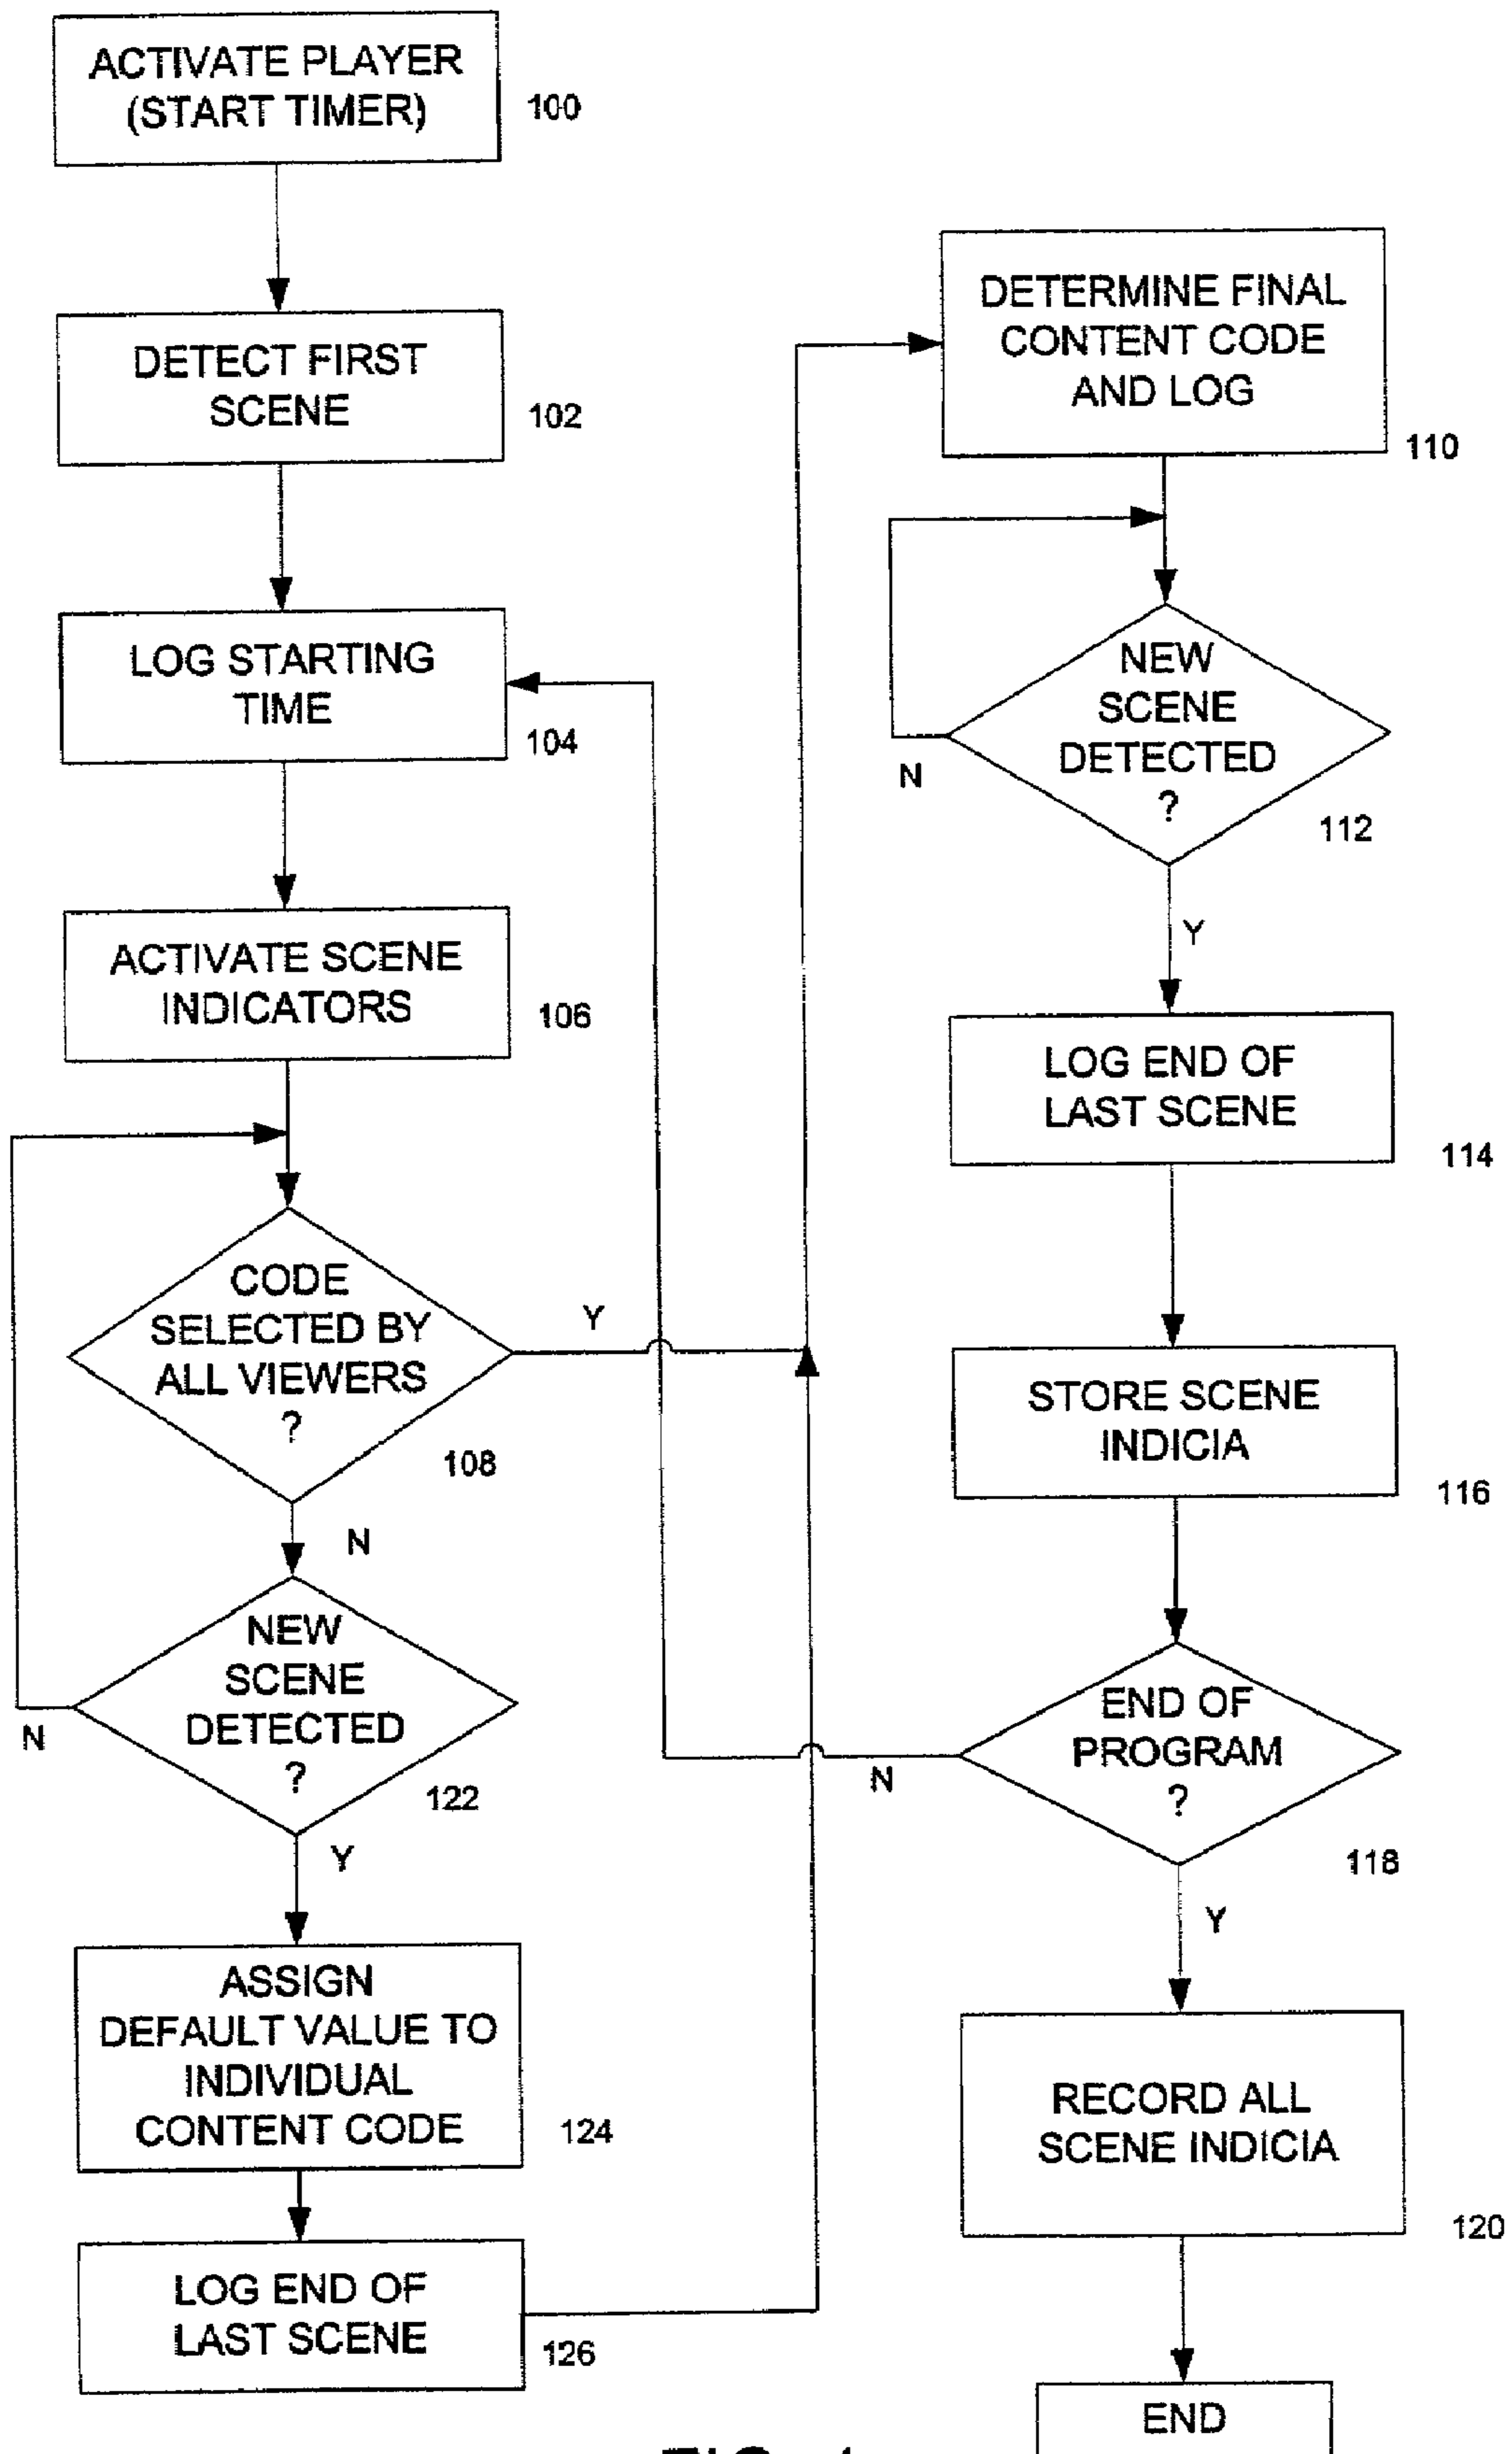 ACTIVATE PLAYER
(START TIMER)
100
DETECT FIRST
SCENE
102
LOG STARTING
TIME
104
ACTIVATE SCENE
INDICATORS
106
CODE
SELECTED BY
ALL VIEWERS
?
108
Y
N
NEW
SCENE
DETECTED
?
122
N
Y
ASSIGN
DEFAULT VALUE TO
INDIVIDUAL
CONTENT CODE
124
LOG END OF
LAST SCENE
126
DETERMINE FINAL
CONTENT CODE
AND LOG
110
NEW
SCENE
DETECTED
?
112
N
Y
LOG END OF
LAST SCENE
114
STORE SCENE
INDICIA
116
END OF
PROGRAM
?
118
N
Y
RECORD ALL
SCENE INDICIA
120
END